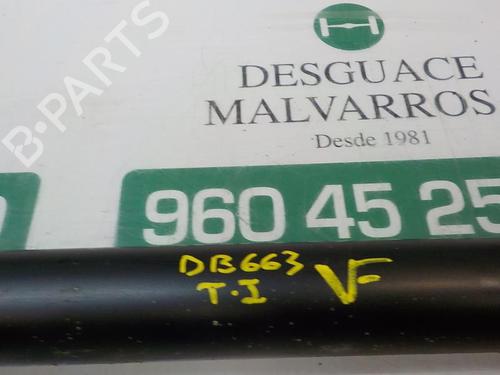 B-PARTS
DESGUACE
MALVARROS
Desde 1981
960 45 25
DB663
T.I VF